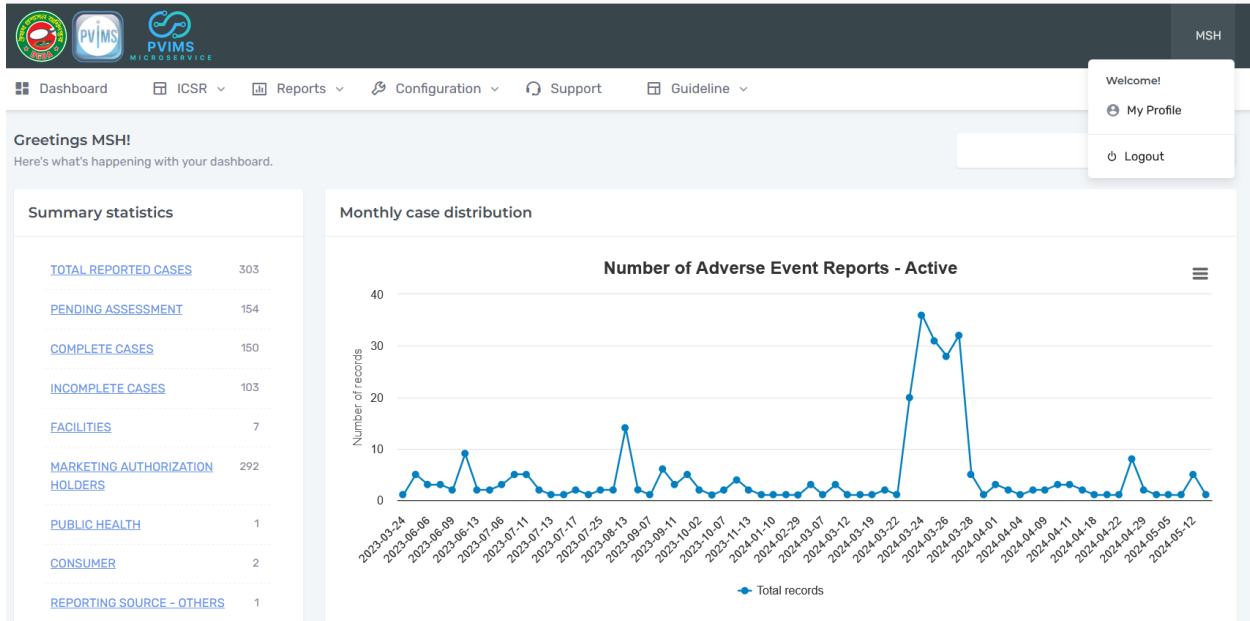 PViMS
PVIMS
MICROSERVICE
MSH
Dashboard
ICSR
Reports
Configuration
Support
Guideline
Welcome!
My Profile
Logout
Greetings MSH!
Here's what's happening with your dashboard.
Summary statistics
TOTAL REPORTED CASES 303
PENDING ASSESSMENT 154
COMPLETE CASES 150
INCOMPLETE CASES 103
FACILITIES 7
MARKETING AUTHORIZATION 292
HOLDERS
PUBLIC HEALTH 1
CONSUMER 2
REPORTING SOURCE - OTHERS 1
Monthly case distribution
Number of Adverse Event Reports - Active
Number of records
40
30
20
10
0
2023-03-24
2023-06-06
2023-06-09
2023-06-13
2023-07-06
2023-07-11
2023-07-13
2023-07-17
2023-07-25
2023-08-13
2023-09-07
2023-09-11
2023-10-02
2023-10-07
2023-11-13
2024-01-10
2024-02-29
2024-03-07
2024-03-12
2024-03-19
2024-03-22
2024-03-24
2024-03-26
2024-03-28
2024-04-01
2024-04-04
2024-04-09
2024-04-11
2024-04-18
2024-04-22
2024-04-29
2024-05-05
2024-05-12
Total records